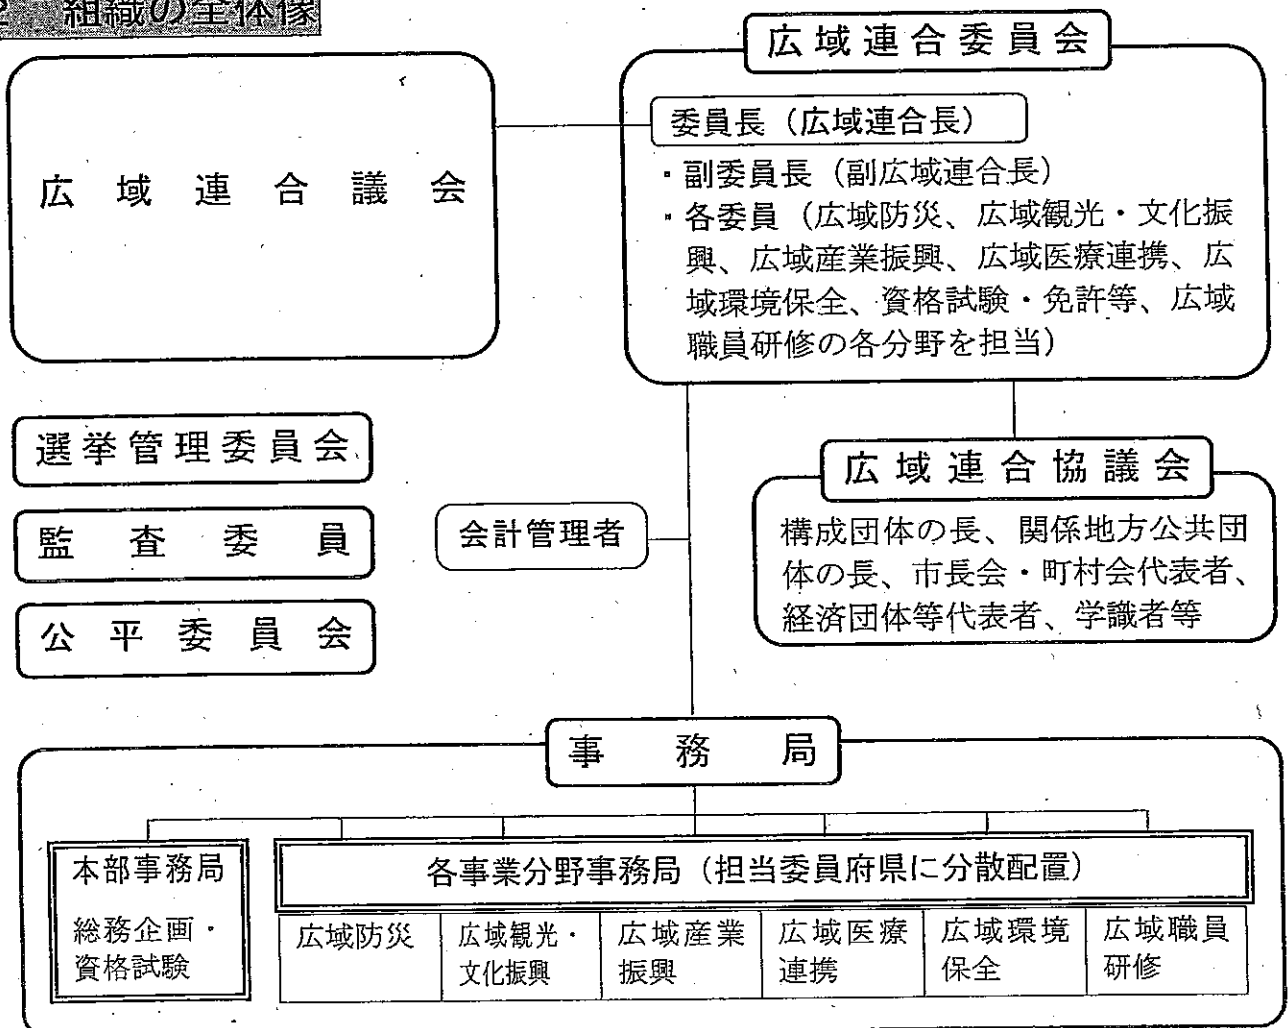 2 組織の全体像
広域連合委員会
広域連合議会
委員長（広域連合長）
・副委員長（副広域連合長）
・各委員（広域防災、広域観光・文化振
興、広域産業振興、広域医療連携、広
域環境保全、資格試験・免許等、広域
職員研修の各分野を担当）
選挙管理委員会
監査委員
公平委員会
会計管理者
広域連合協議会
構成団体の長、関係地方公共団
体の長、市長会・町村会代表者、
経済団体等代表者、学識者等
事務局
本部事務局
総務企画・
資格試験
各事業分野事務局（担当委員府県に分散配置）
広域防災
広域観光・
文化振興
広域産業
振興
広域医療
連携
広域環境
保全
広域職員
研修